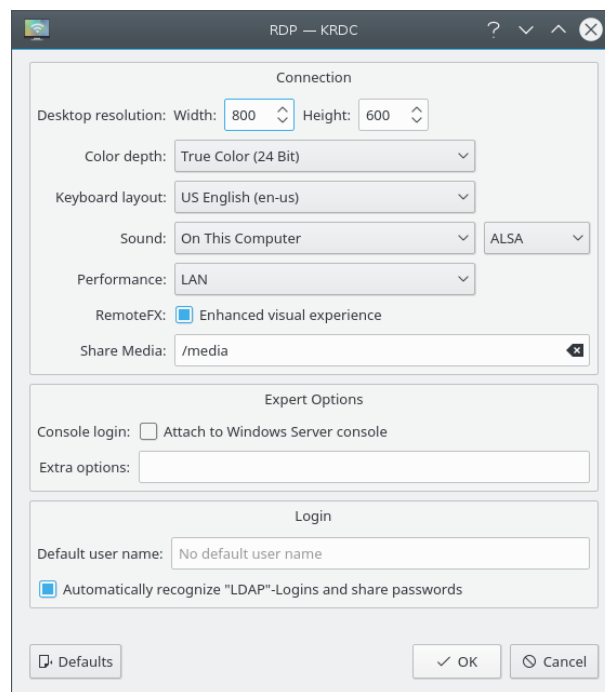 RDP — KRDC
Connection
Desktop resolution: Width: 800 Height: 600
Color depth: True Color (24 Bit)
Keyboard layout: US English (en-us)
Sound: On This Computer ALSA
Performance: LAN
RemoteFX: Enhanced visual experience
Share Media: /media
Expert Options
Console login: Attach to Windows Server console
Extra options:
Login
Default user name: No default user name
Automatically recognize "LDAP"-Logins and share passwords
Defaults OK Cancel